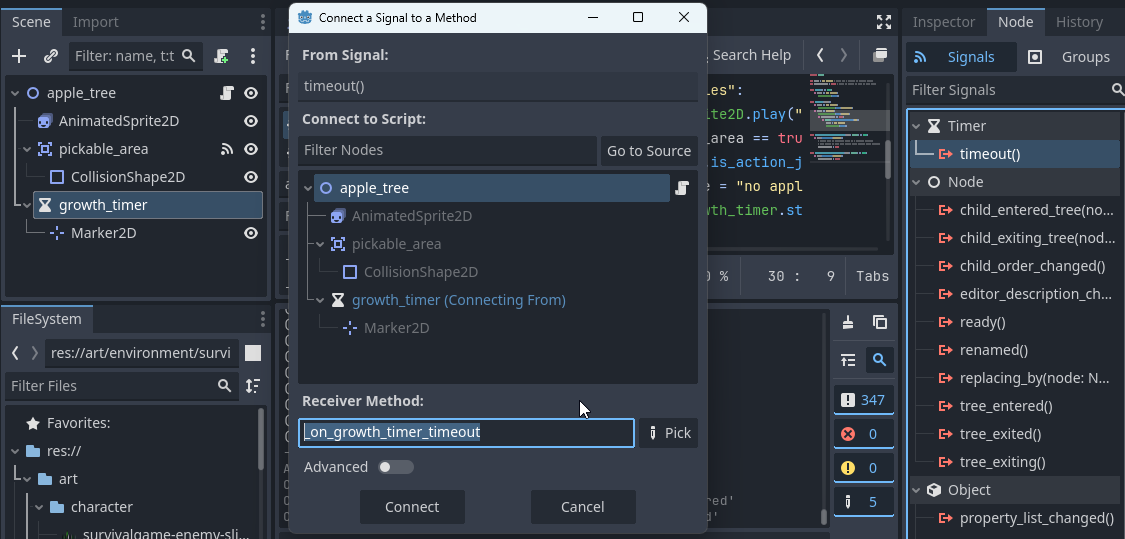 Scene
Import
Filter: name, t:t
apple_tree
AnimatedSprite2D
pickable_area
CollisionShape2D
growth_timer
Marker2D
FileSystem
res://art/environment/survi
Filter Files
Favorites:
res://
art
character
survivalgame-enemy-sli...
Connect a Signal to a Method
From Signal:
timeout()
Connect to Script:
Filter Nodes
Go to Source
apple_tree
AnimatedSprite2D
pickable_area
CollisionShape2D
growth_timer (Connecting From)
Marker2D
Receiver Method:
_on_growth_timer_timeout
Pick
Advanced
Connect
Cancel
Search Help
les":
ite2D.play("
area == tru
is_action_j
e = "no appl
wth_timer.st
0 %
30 :
9
Tabs
347
0
0
5
red'
d'
Inspector
Node
History
Signals
Groups
Filter Signals
Timer
timeout()
Node
child_entered_tree(no...
child_exiting_tree(nod...
child_order_changed()
editor_description_ch...
ready()
renamed()
replacing_by(node: N...
tree_entered()
tree_exited()
tree_exiting()
Object
property_list_changed()